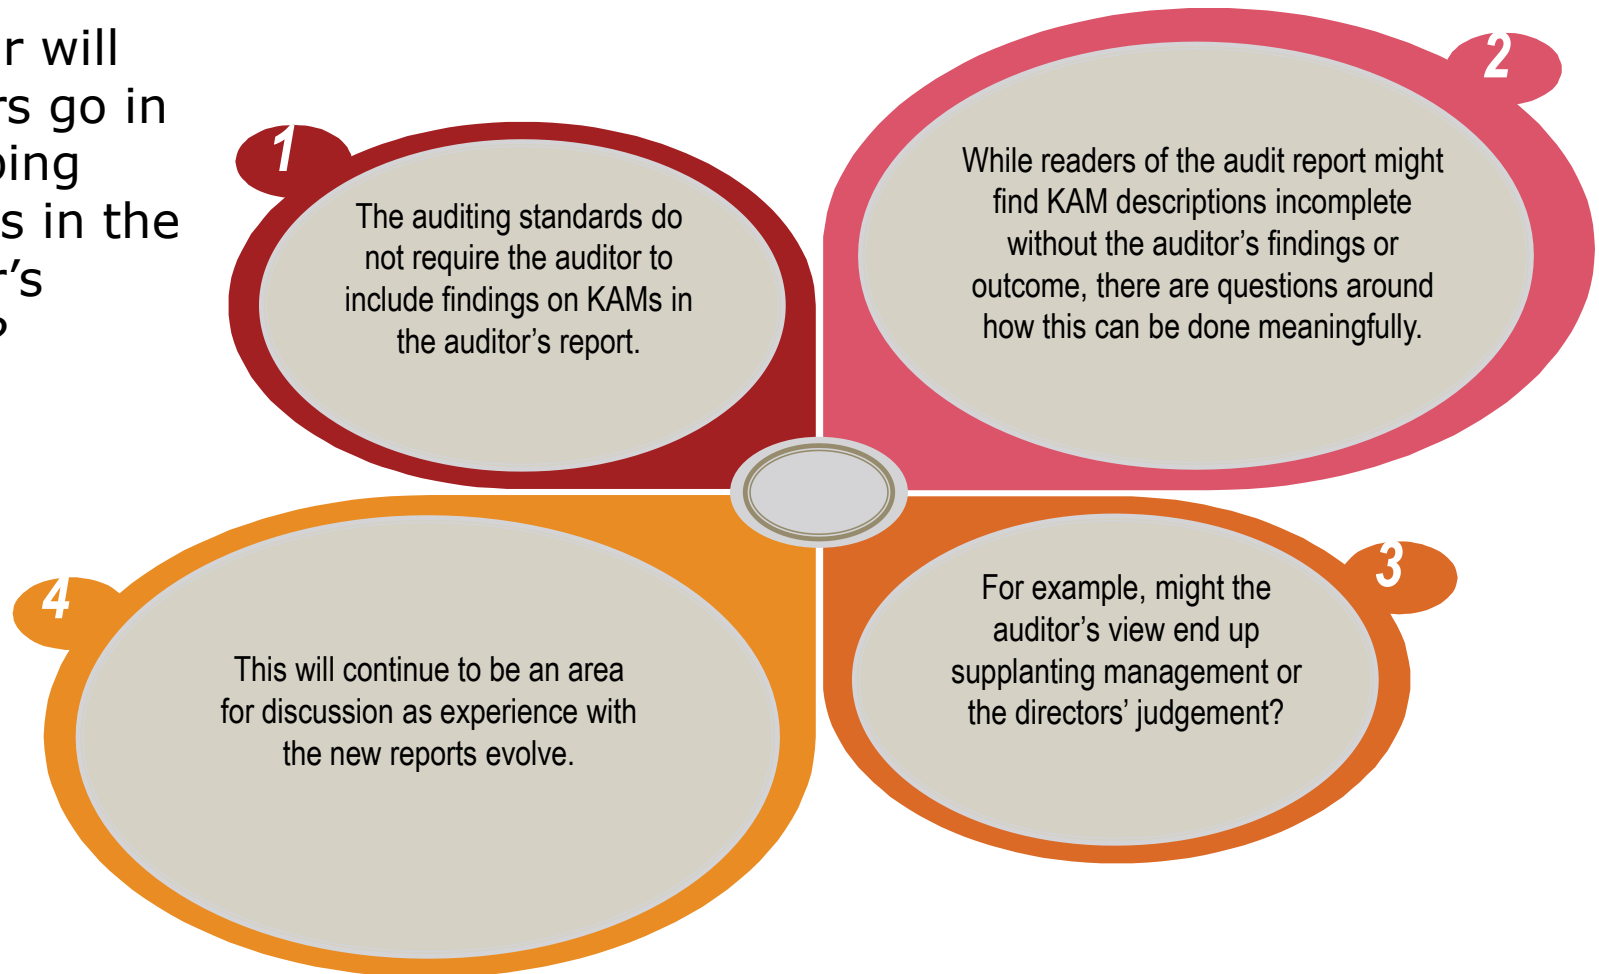 r will
rs go in
bing
s in the
r's
?
1
The auditing standards do
not require the auditor to
include findings on KAMs in
the auditor's report.
2
While readers of the audit report might
find KAM descriptions incomplete
without the auditor's findings or
outcome, there are questions around
how this can be done meaningfully.
3
For example, might the
auditor's view end up
supplanting management or
the directors' judgement?
4
This will continue to be an area
for discussion as experience with
the new reports evolve.